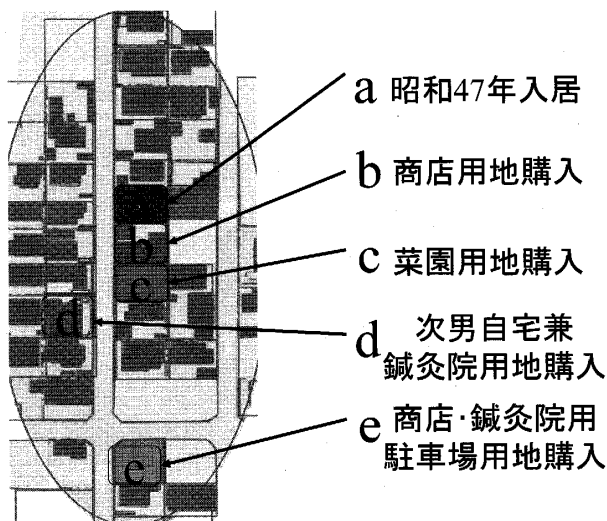 a 昭和47年入居
b 商店用地購入
c 菜園用地購入
d 次男自宅兼
鍼灸院用地購入
e 商店・鍼灸院用
駐車場用地購入
b
c
d
e